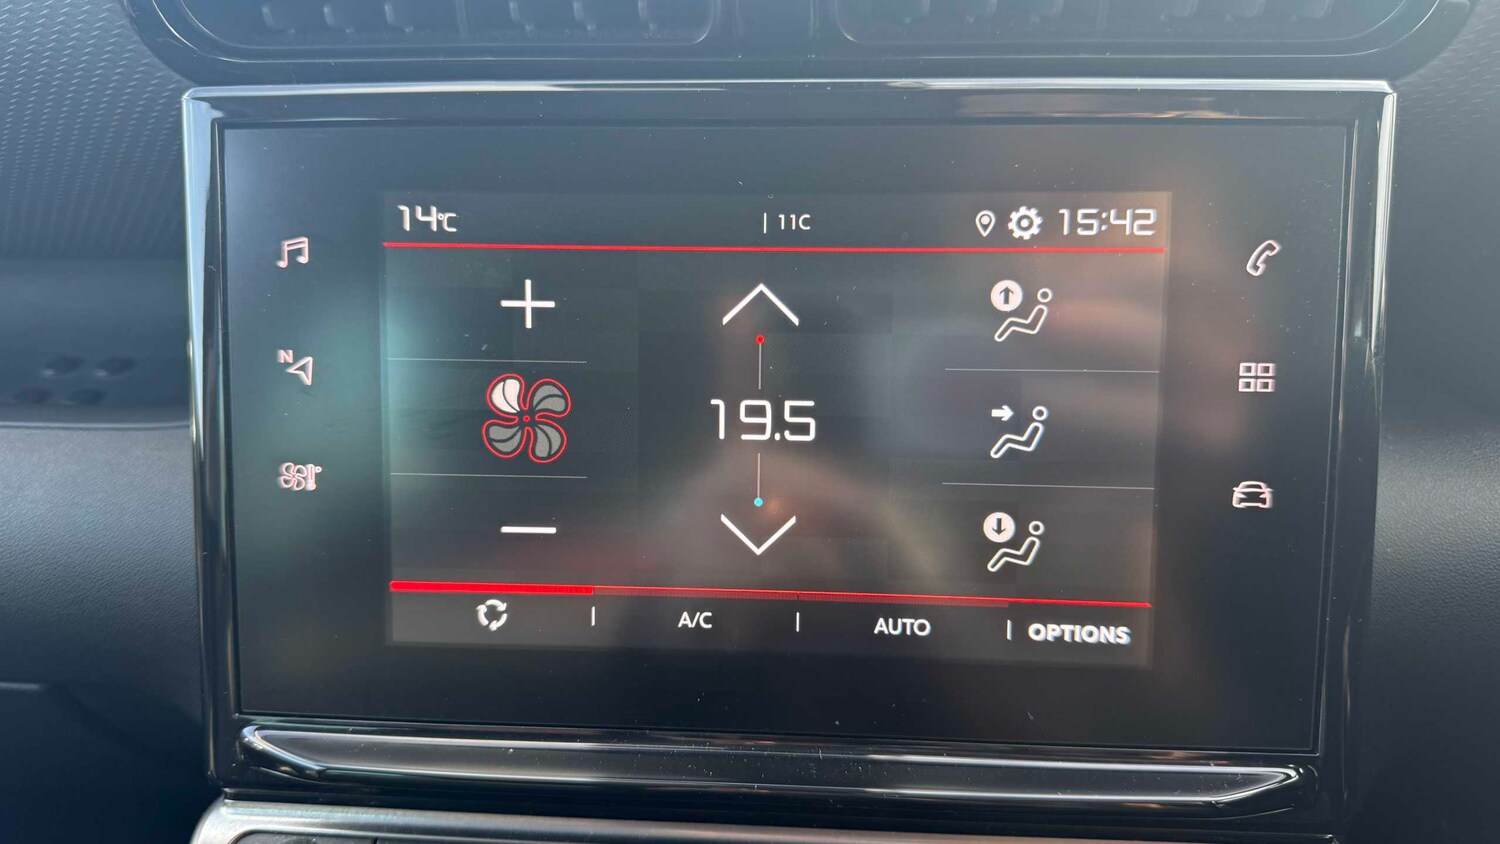 14°C | 11C 15:42
N
19.5
A/C | AUTO | OPTIONS